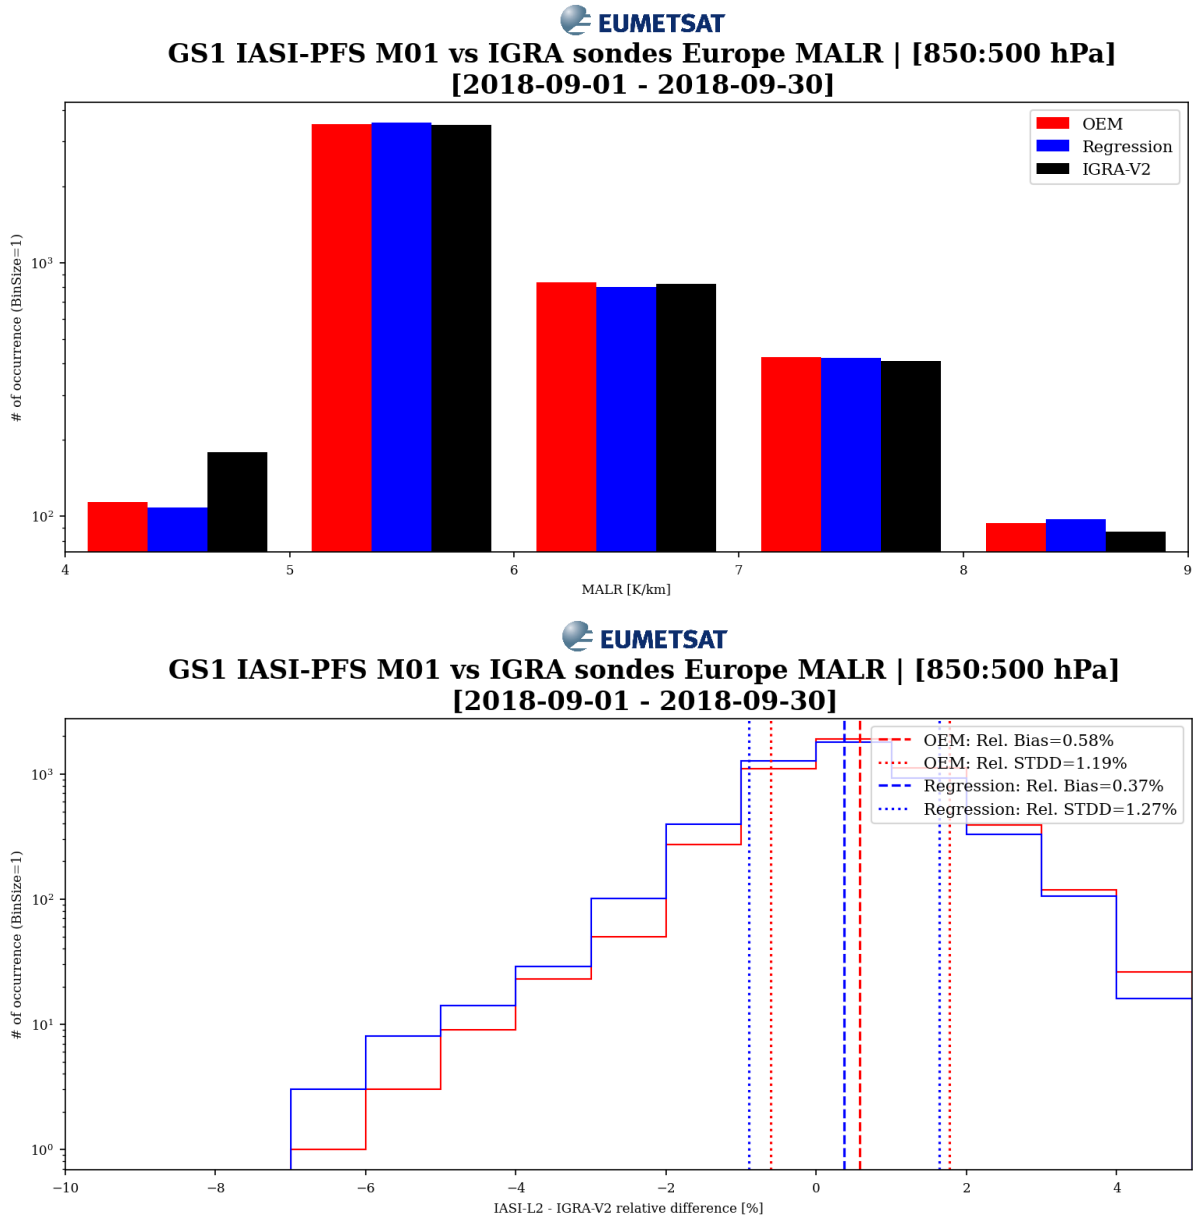 EUMETSAT
GS1 IASI-PFS M01 vs IGRA sondes Europe MALR | [850:500 hPa]
[2018-09-01 - 2018-09-30]
OEM
Regression
IGRA-V2
# of occurrence (BinSize=1)
10³
10²
4 5 6 7 8 9
MALR [K/km]
EUMETSAT
GS1 IASI-PFS M01 vs IGRA sondes Europe MALR | [850:500 hPa]
[2018-09-01 - 2018-09-30]
OEM: Rel. Bias=0.58%
OEM: Rel. STDD=1.19%
Regression: Rel. Bias=0.37%
Regression: Rel. STDD=1.27%
# of occurrence (BinSize=1)
10³
10²
10¹
10⁰
−10 −8 −6 −4 −2 0 2 4
IASI-L2 - IGRA-V2 relative difference [%]